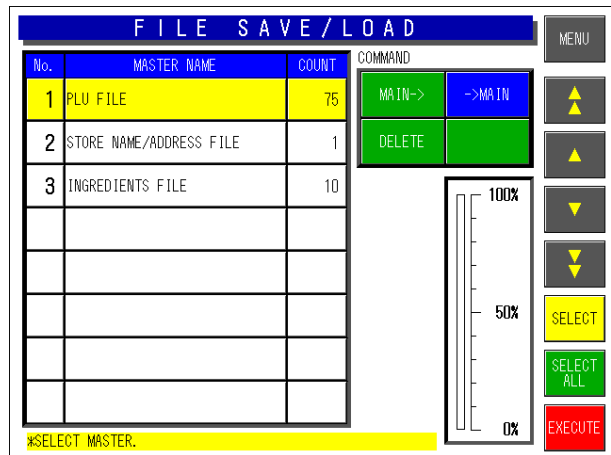 FILE SAVE/LOAD
MENU
No. MASTER NAME COUNT
1 PLU FILE 75
2 STORE NAME/ADDRESS FILE 1
3 INGREDIENTS FILE 10
COMMAND
MAIN-> ->MAIN
DELETE
100%
50%
0%
SELECT
SELECT
ALL
EXECUTE
*SELECT MASTER.